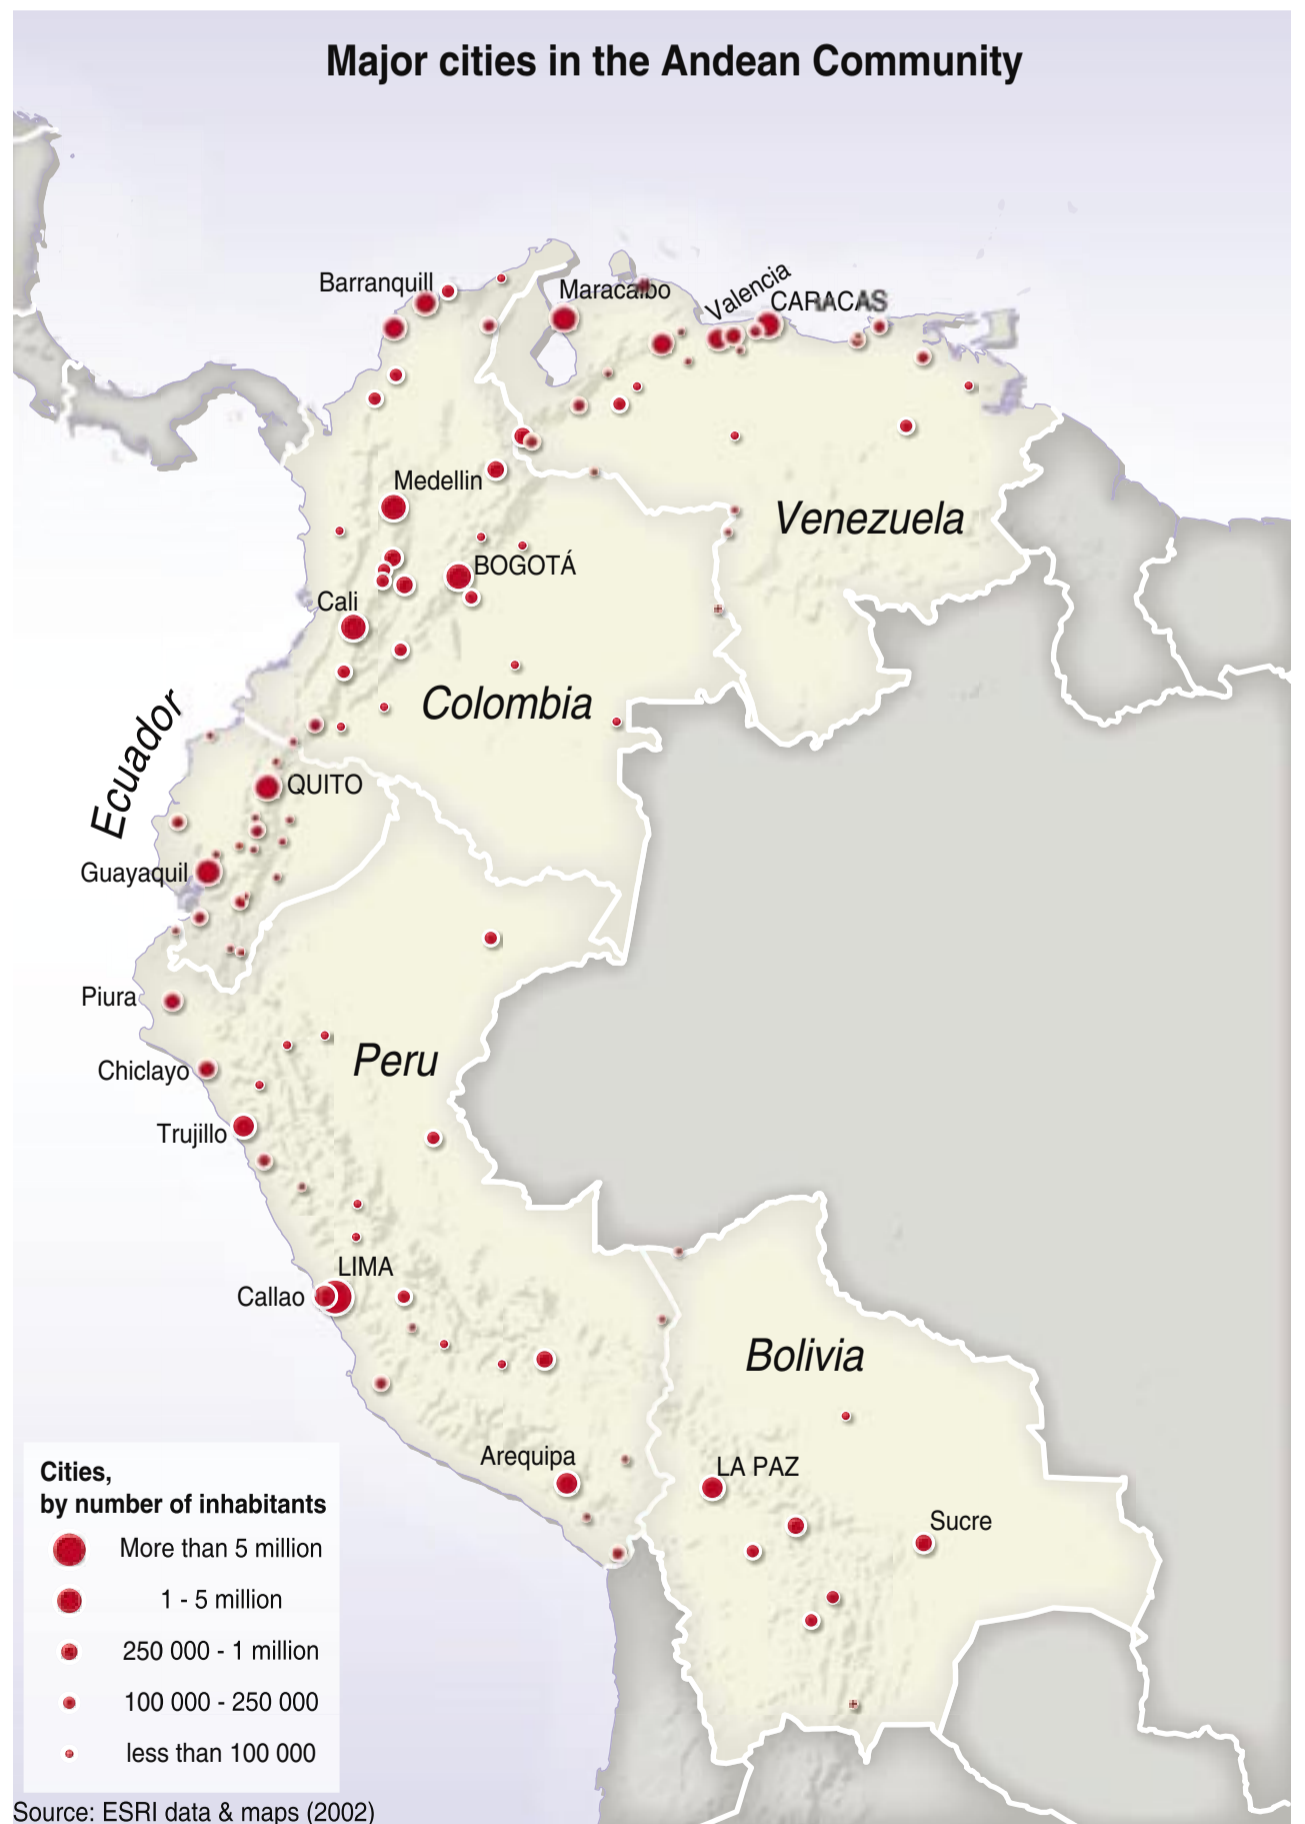 Major cities in the Andean Community
Barranquill
Maracaibo
Valencia
CARACAS
Medellin
Venezuela
BOGOTÁ
Cali
Colombia
Ecuador
QUITO
Guayaquil
Piura
Peru
Chiclayo
Trujillo
LIMA
Callao
Bolivia
Arequipa
LA PAZ
Sucre
Cities,
by number of inhabitants
More than 5 million
1 - 5 million
250 000 - 1 million
100 000 - 250 000
less than 100 000
Source: ESRI data & maps (2002)